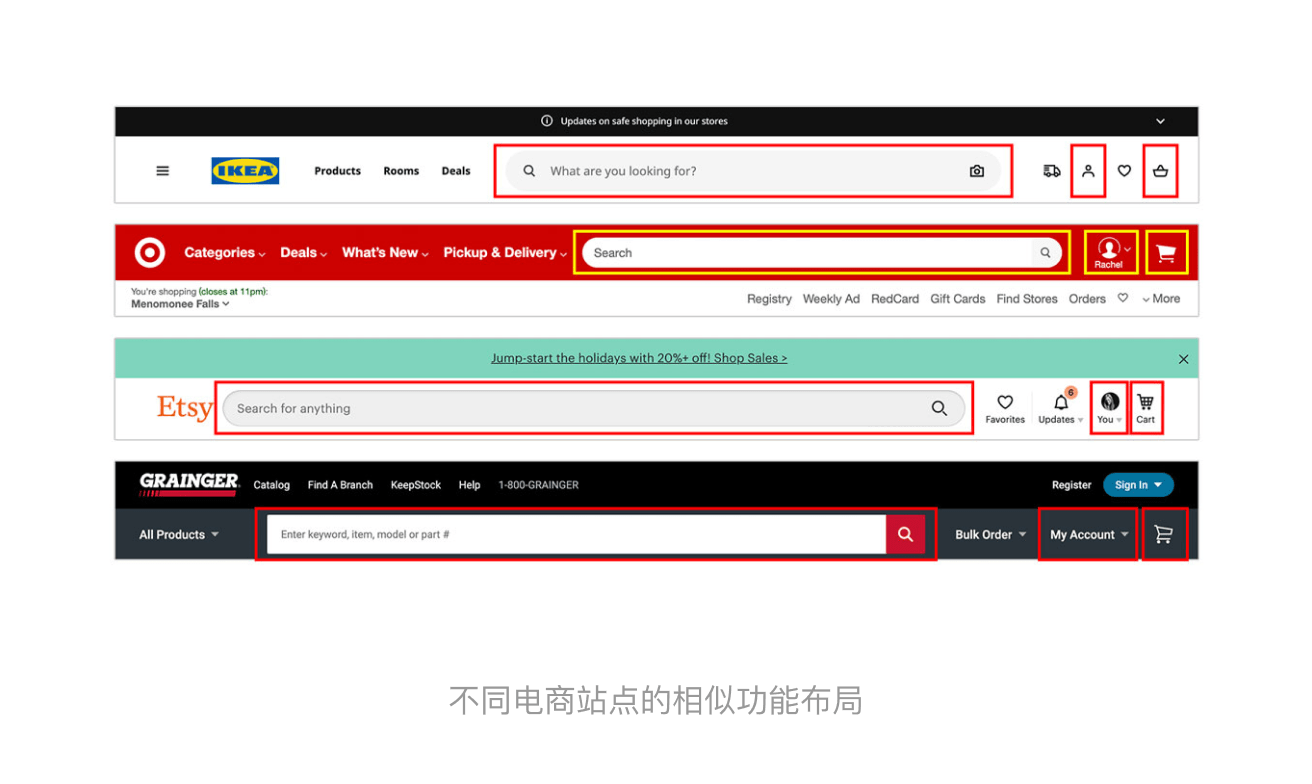 Updates on safe shopping in our stores
IKEA Products Rooms Deals What are you looking for?
Categories Deals What's New Pickup & Delivery Search Rachel
You're shopping (closes at 11pm):
Menomonee Falls
Registry Weekly Ad RedCard Gift Cards Find Stores Orders More
Jump-start the holidays with 20%+ off! Shop Sales >
Etsy Search for anything Favorites 6 Updates You Cart
GRAINGER Catalog Find A Branch KeepStock Help 1-800-GRAINGER Register Sign In
All Products Enter keyword, item, model or part # Bulk Order My Account
不同电商站点的相似功能布局